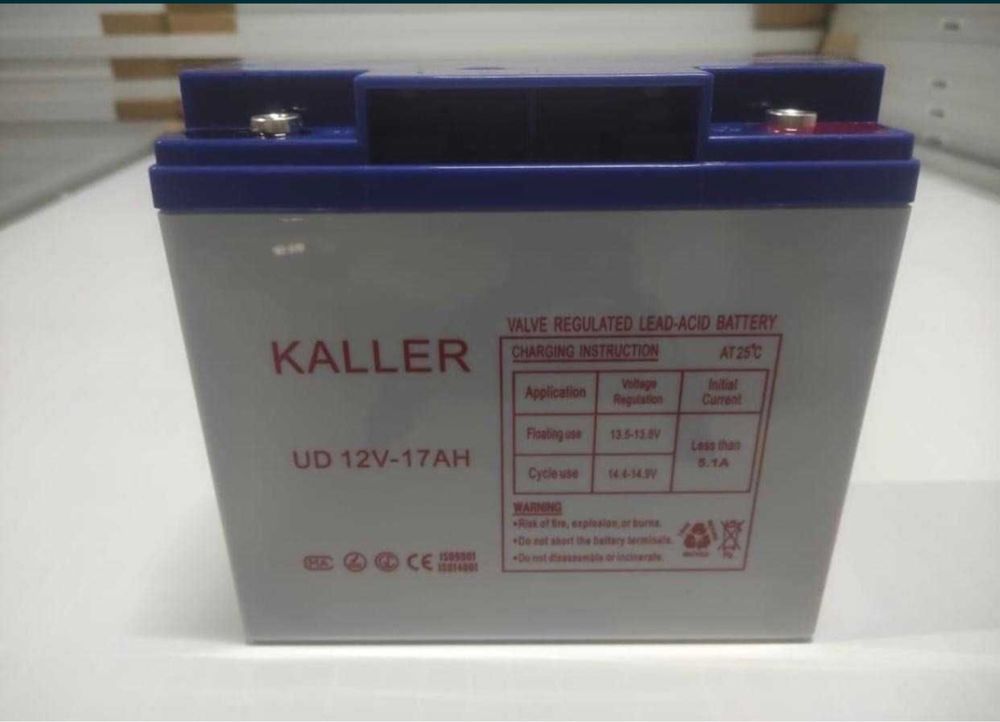 KALLER
UD 12V-17AH
MA CE ISO9001
ISO14001
VALVE REGULATED LEAD-ACID BATTERY
CHARGING INSTRUCTION AT 25℃
Application Voltage Regulation Initial Current
Floating use 13.5-13.8V Less than 5.1A
Cycle use 14.4-14.9V
WARNING
•Risk of fire, explosion, or burns.
•Do not short the battery terminals.
•Do not disassemble or incinerate.
Pb